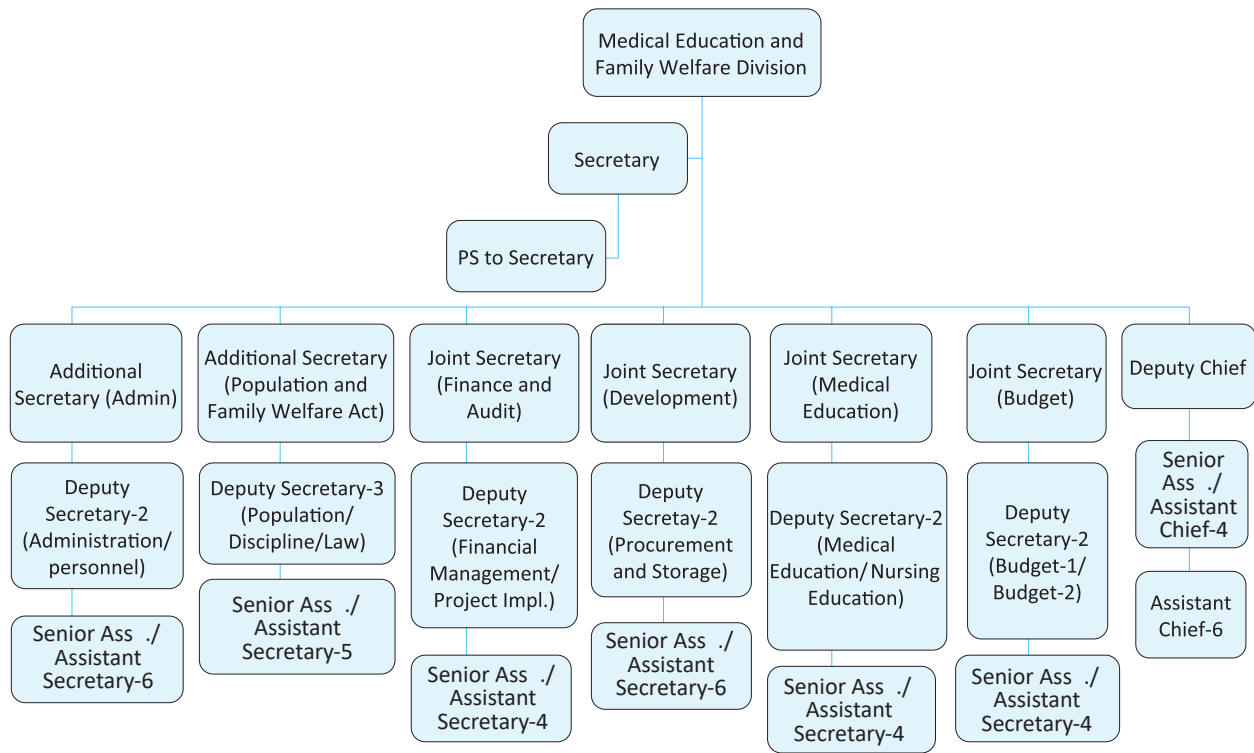 Medical Education and
Family Welfare Division
Secretary
PS to Secretary
Additional
Secretary (Admin)
Additional Secretary
(Population and
Family Welfare Act)
Joint Secretary
(Finance and
Audit)
Joint Secretary
(Development)
Joint Secretary
(Medical
Education)
Joint Secretary
(Budget)
Deputy Chief
Deputy
Secretary-2
(Administration/
personnel)
Deputy Secretary-3
(Population/
Discipline/Law)
Deputy
Secretary-2
(Financial
Management/
Project Impl.)
Deputy
Secretay-2
(Procurement
and Storage)
Deputy Secretary-2
(Medical
Education/ Nursing
Education)
Deputy
Secretary-2
(Budget-1/
Budget-2)
Senior
Ass ./
Assistant
Chief-4
Senior Ass ./
Assistant
Secretary-6
Senior Ass ./
Assistant
Secretary-5
Senior Ass ./
Assistant
Secretary-4
Senior Ass ./
Assistant
Secretary-6
Senior Ass ./
Assistant
Secretary-4
Senior Ass ./
Assistant
Secretary-4
Assistant
Chief-6